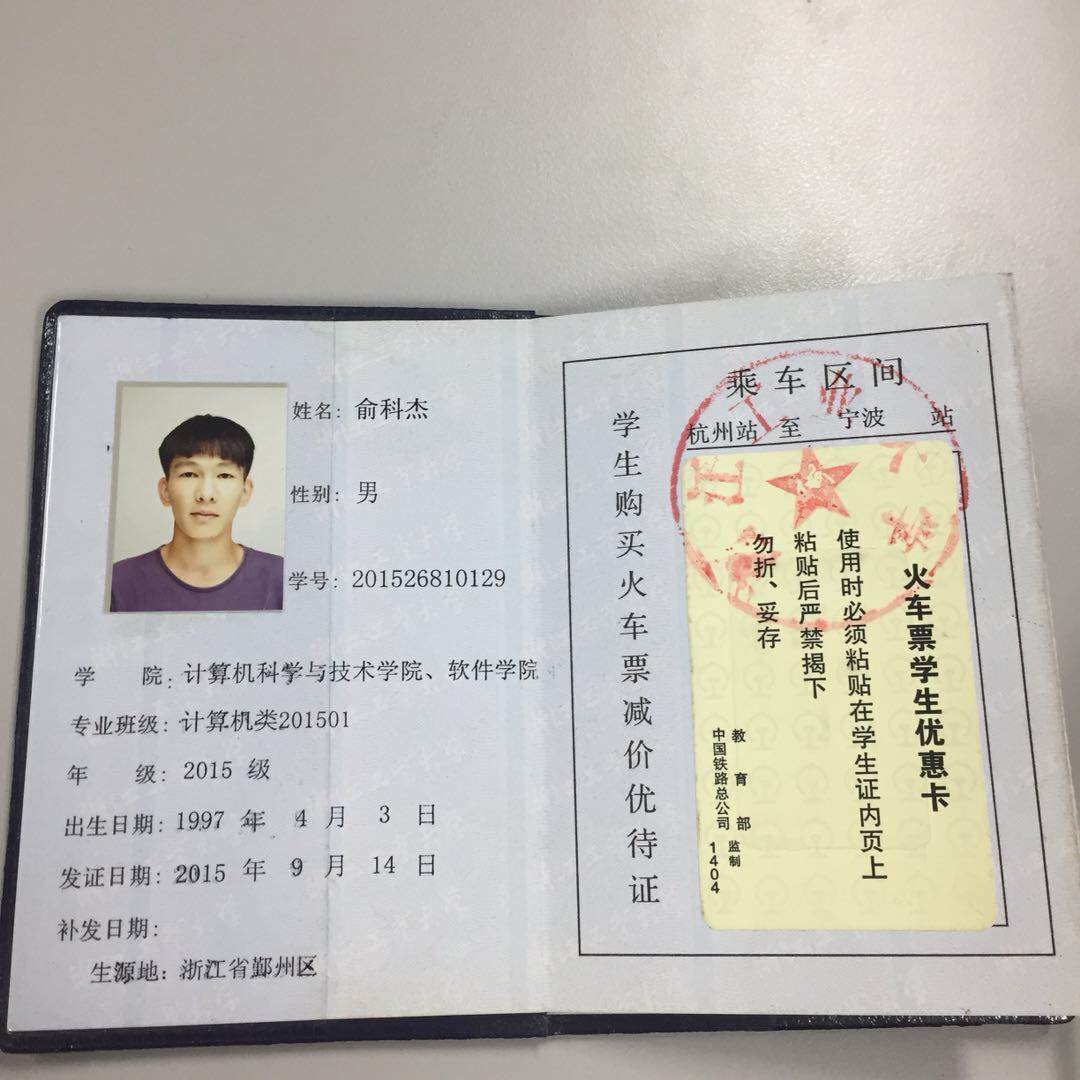 姓名: 俞科杰
性别: 男
学号: 201526810129
学 院: 计算机科学与技术学院、软件学院
专业班级: 计算机类201501
年 级: 2015 级
出生日期: 1997 年 4 月 3 日
发证日期: 2015 年 9 月 14 日
补发日期:
生源地: 浙江省鄞州区
学生购买火车票减价优待证
乘车区间
杭州站 至 宁波 站
火车票学生优惠卡
使用时必须粘贴在学生证内页上
粘贴后严禁揭下
勿折、妥存
教育部
中国铁路总公司 监制
1404